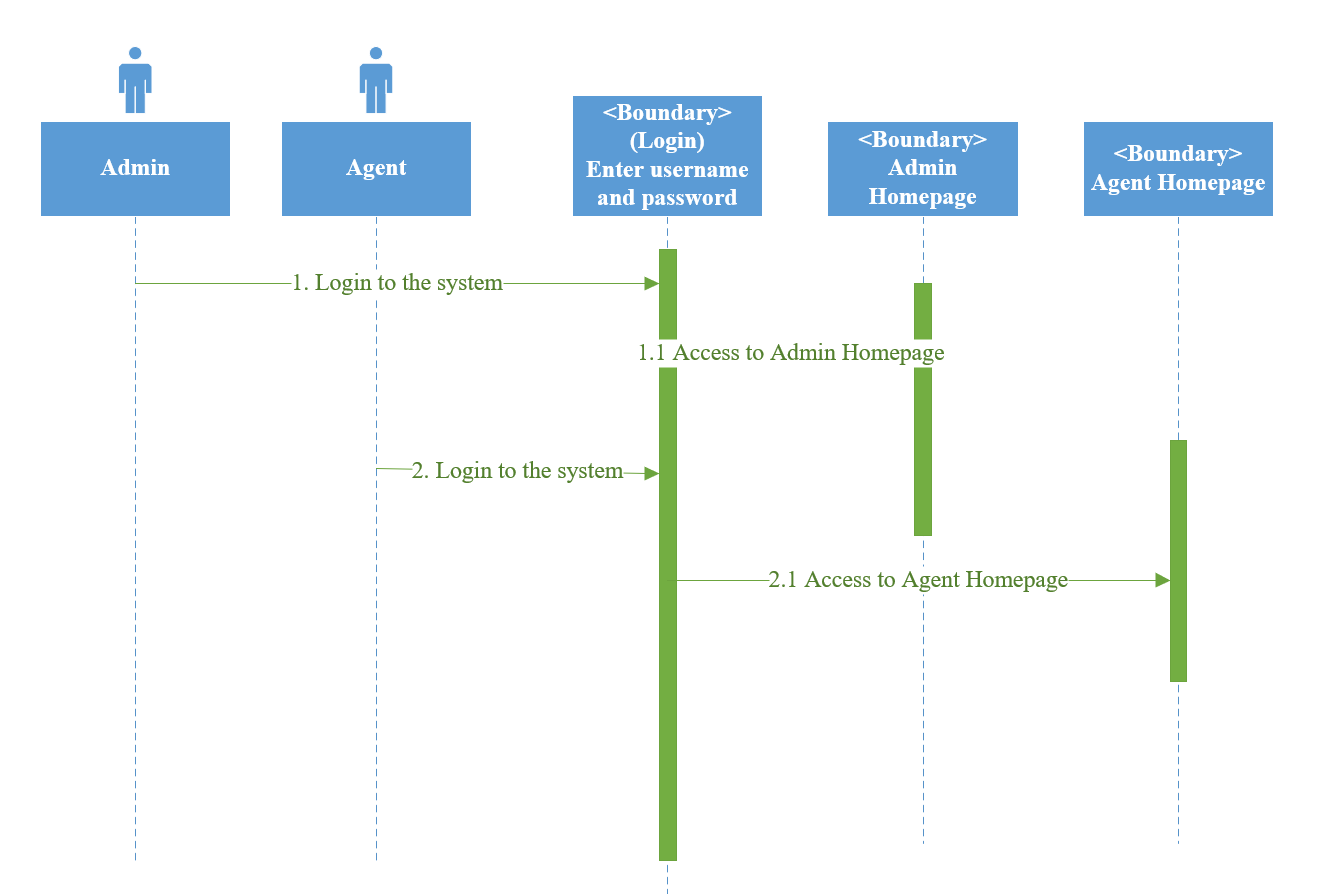 Admin
Agent
<Boundary>
(Login)
Enter username
and password
<Boundary>
Admin
Homepage
<Boundary>
Agent Homepage
1. Login to the system
1.1 Access to Admin Homepage
2. Login to the system
2.1 Access to Agent Homepage